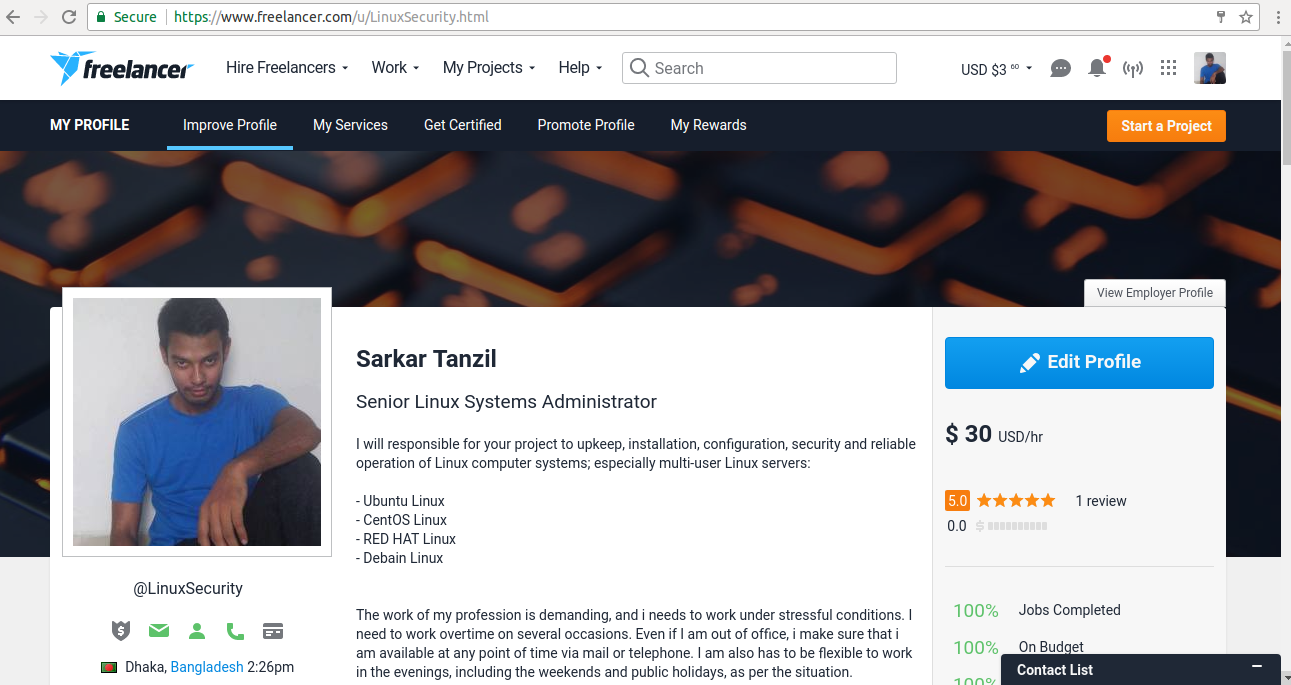 Secure https://www.freelancer.com/u/LinuxSecurity.html
freelancer Hire Freelancers Work My Projects Help Search USD $3 60
MY PROFILE Improve Profile My Services Get Certified Promote Profile My Rewards Start a Project
View Employer Profile
Sarkar Tanzil
Senior Linux Systems Administrator
I will responsible for your project to upkeep, installation, configuration, security and reliable
operation of Linux computer systems; especially multi-user Linux servers:
- Ubuntu Linux
- CentOS Linux
- RED HAT Linux
- Debain Linux
The work of my profession is demanding, and i needs to work under stressful conditions. I
need to work overtime on several occasions. Even if I am out of office, i make sure that i
am available at any point of time via mail or telephone. I am also has to be flexible to work
in the evenings, including the weekends and public holidays, as per the situation.
@LinuxSecurity
Dhaka, Bangladesh 2:26pm
Edit Profile
$ 30 USD/hr
5.0 1 review
0.0 $
100% Jobs Completed
100% On Budget
100%
Contact List